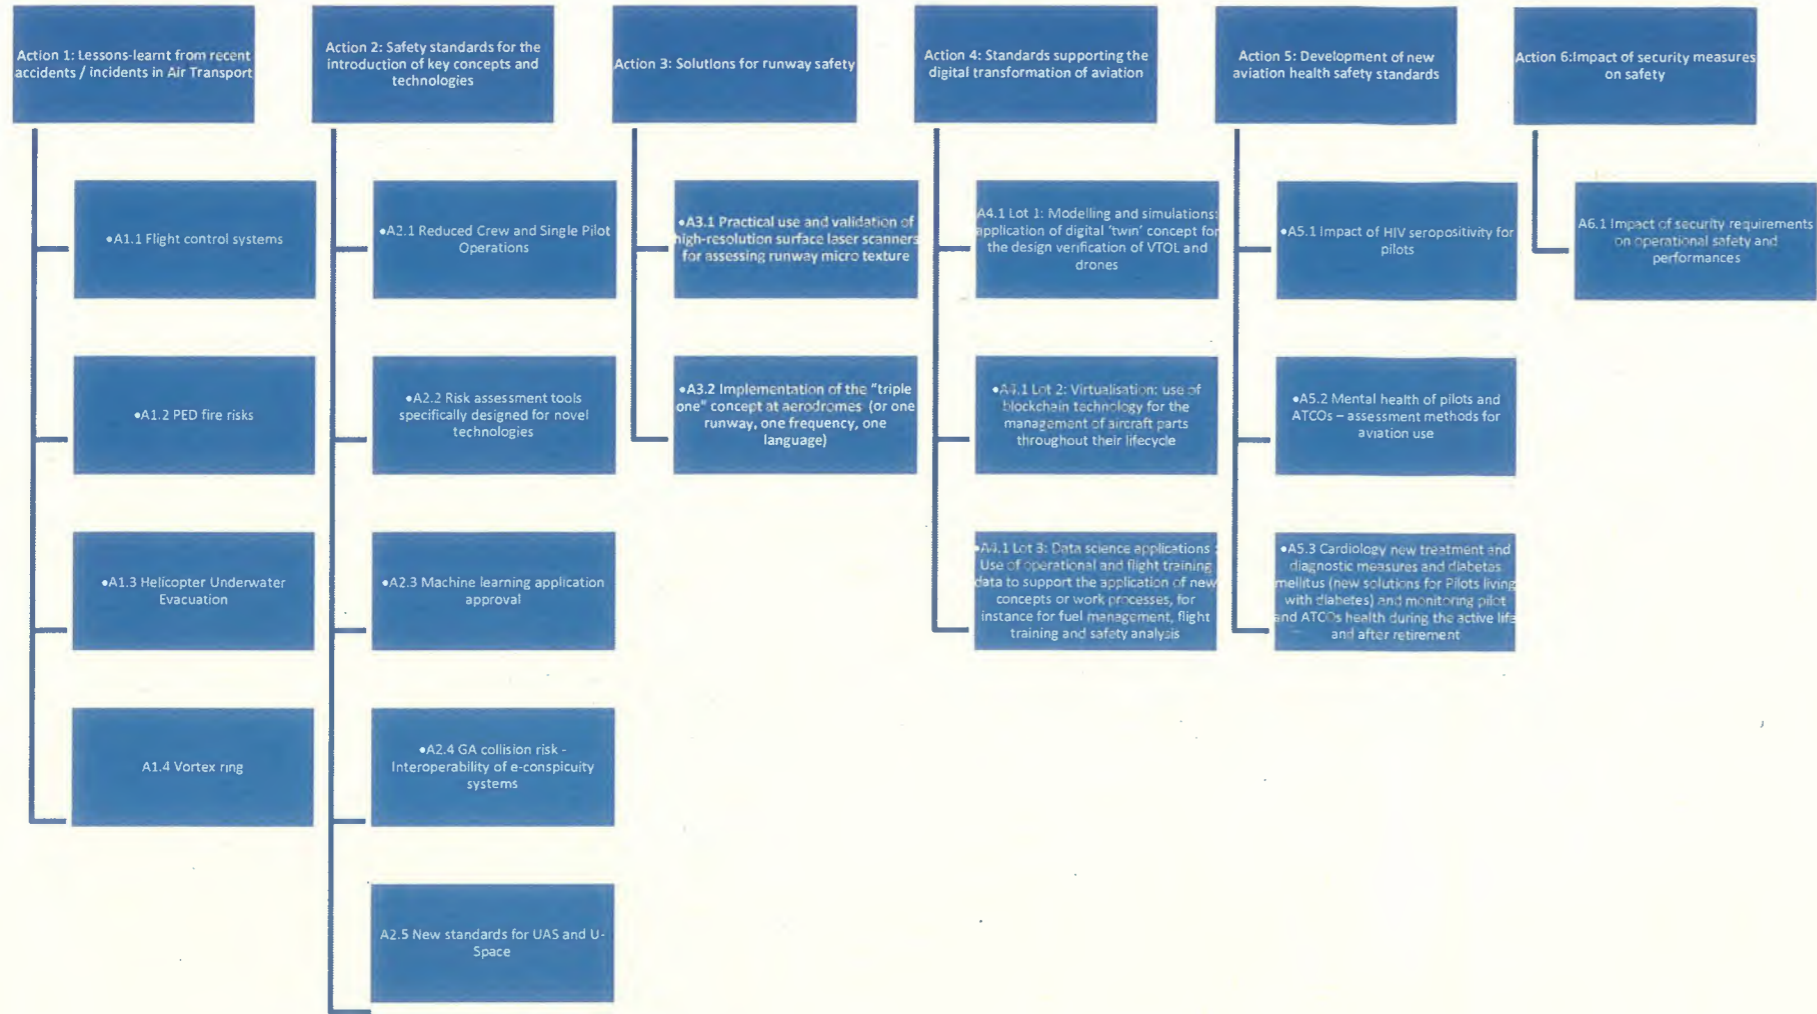 Action 1: Lessons-learnt from recent
accidents / incidents in Air Transport
•A1.1 Flight control systems
•A1.2 PED fire risks
•A1.3 Helicopter Underwater
Evacuation
A1.4 Vortex ring
Action 2: Safety standards for the
introduction of key concepts and
technologies
•A2.1 Reduced Crew and Single Pilot
Operations
•A2.2 Risk assessment tools
specifically designed for novel
technologies
•A2.3 Machine learning application
approval
•A2.4 GA collision risk -
Interoperability of e-conspicuity
systems
A2.5 New standards for UAS and U-
Space
Action 3: Solutions for runway safety
•A3.1 Practical use and validation of
high-resolution surface laser scanners
for assessing runway micro texture
•A3.2 Implementation of the "triple
one" concept at aerodromes (or one
runway, one frequency, one
language)
Action 4: Standards supporting the
digital transformation of aviation
A4.1 Lot 1: Modelling and simulations:
application of digital 'twin' concept for
the design verification of VTOL and
drones
•A4.1 Lot 2: Virtualisation: use of
blockchain technology for the
management of aircraft parts
throughout their lifecycle
•A4.1 Lot 3: Data science applications :
Use of operational and flight training
data to support the application of new
concepts or work processes, for
instance for fuel management, flight
training and safety analysis
Action 5: Development of new
aviation health safety standards
•A5.1 Impact of HIV seropositivity for
pilots
•A5.2 Mental health of pilots and
ATCOs – assessment methods for
aviation use
•A5.3 Cardiology new treatment and
diagnostic measures and diabetes
mellitus (new solutions for Pilots living
with diabetes) and monitoring pilot
and ATCOs health during the active life
and after retirement
Action 6:Impact of security measures
on safety
A6.1 Impact of security requirements
on operational safety and
performances